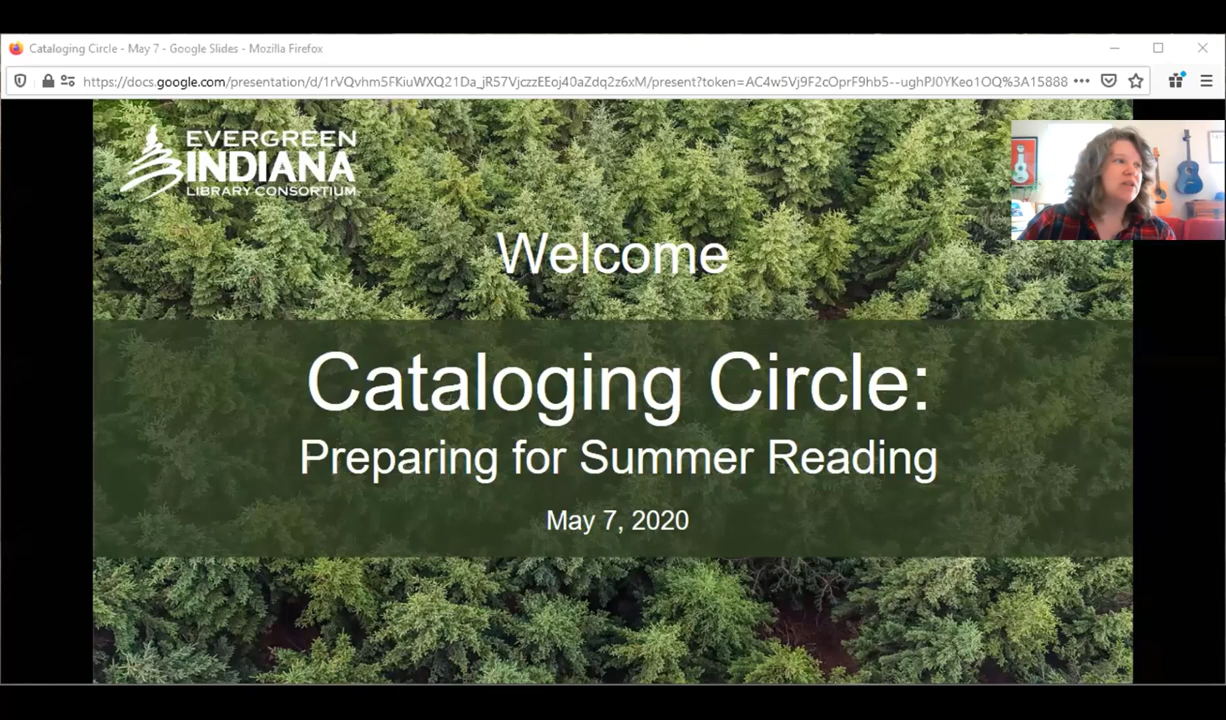 Cataloging Circle - May 7 - Google Slides - Mozilla Firefox
https://docs.google.com/presentation/d/1rVQvhm5FKiuWXQ21Da_jR57VjczzEEoj40aZdq2z6xM/present?token=AC4w5Vj9F2cOprF9hb5--ughPJ0YKeo1OQ%3A15888
EVERGREEN
INDIANA
LIBRARY CONSORTIUM
Welcome
Cataloging Circle:
Preparing for Summer Reading
May 7, 2020